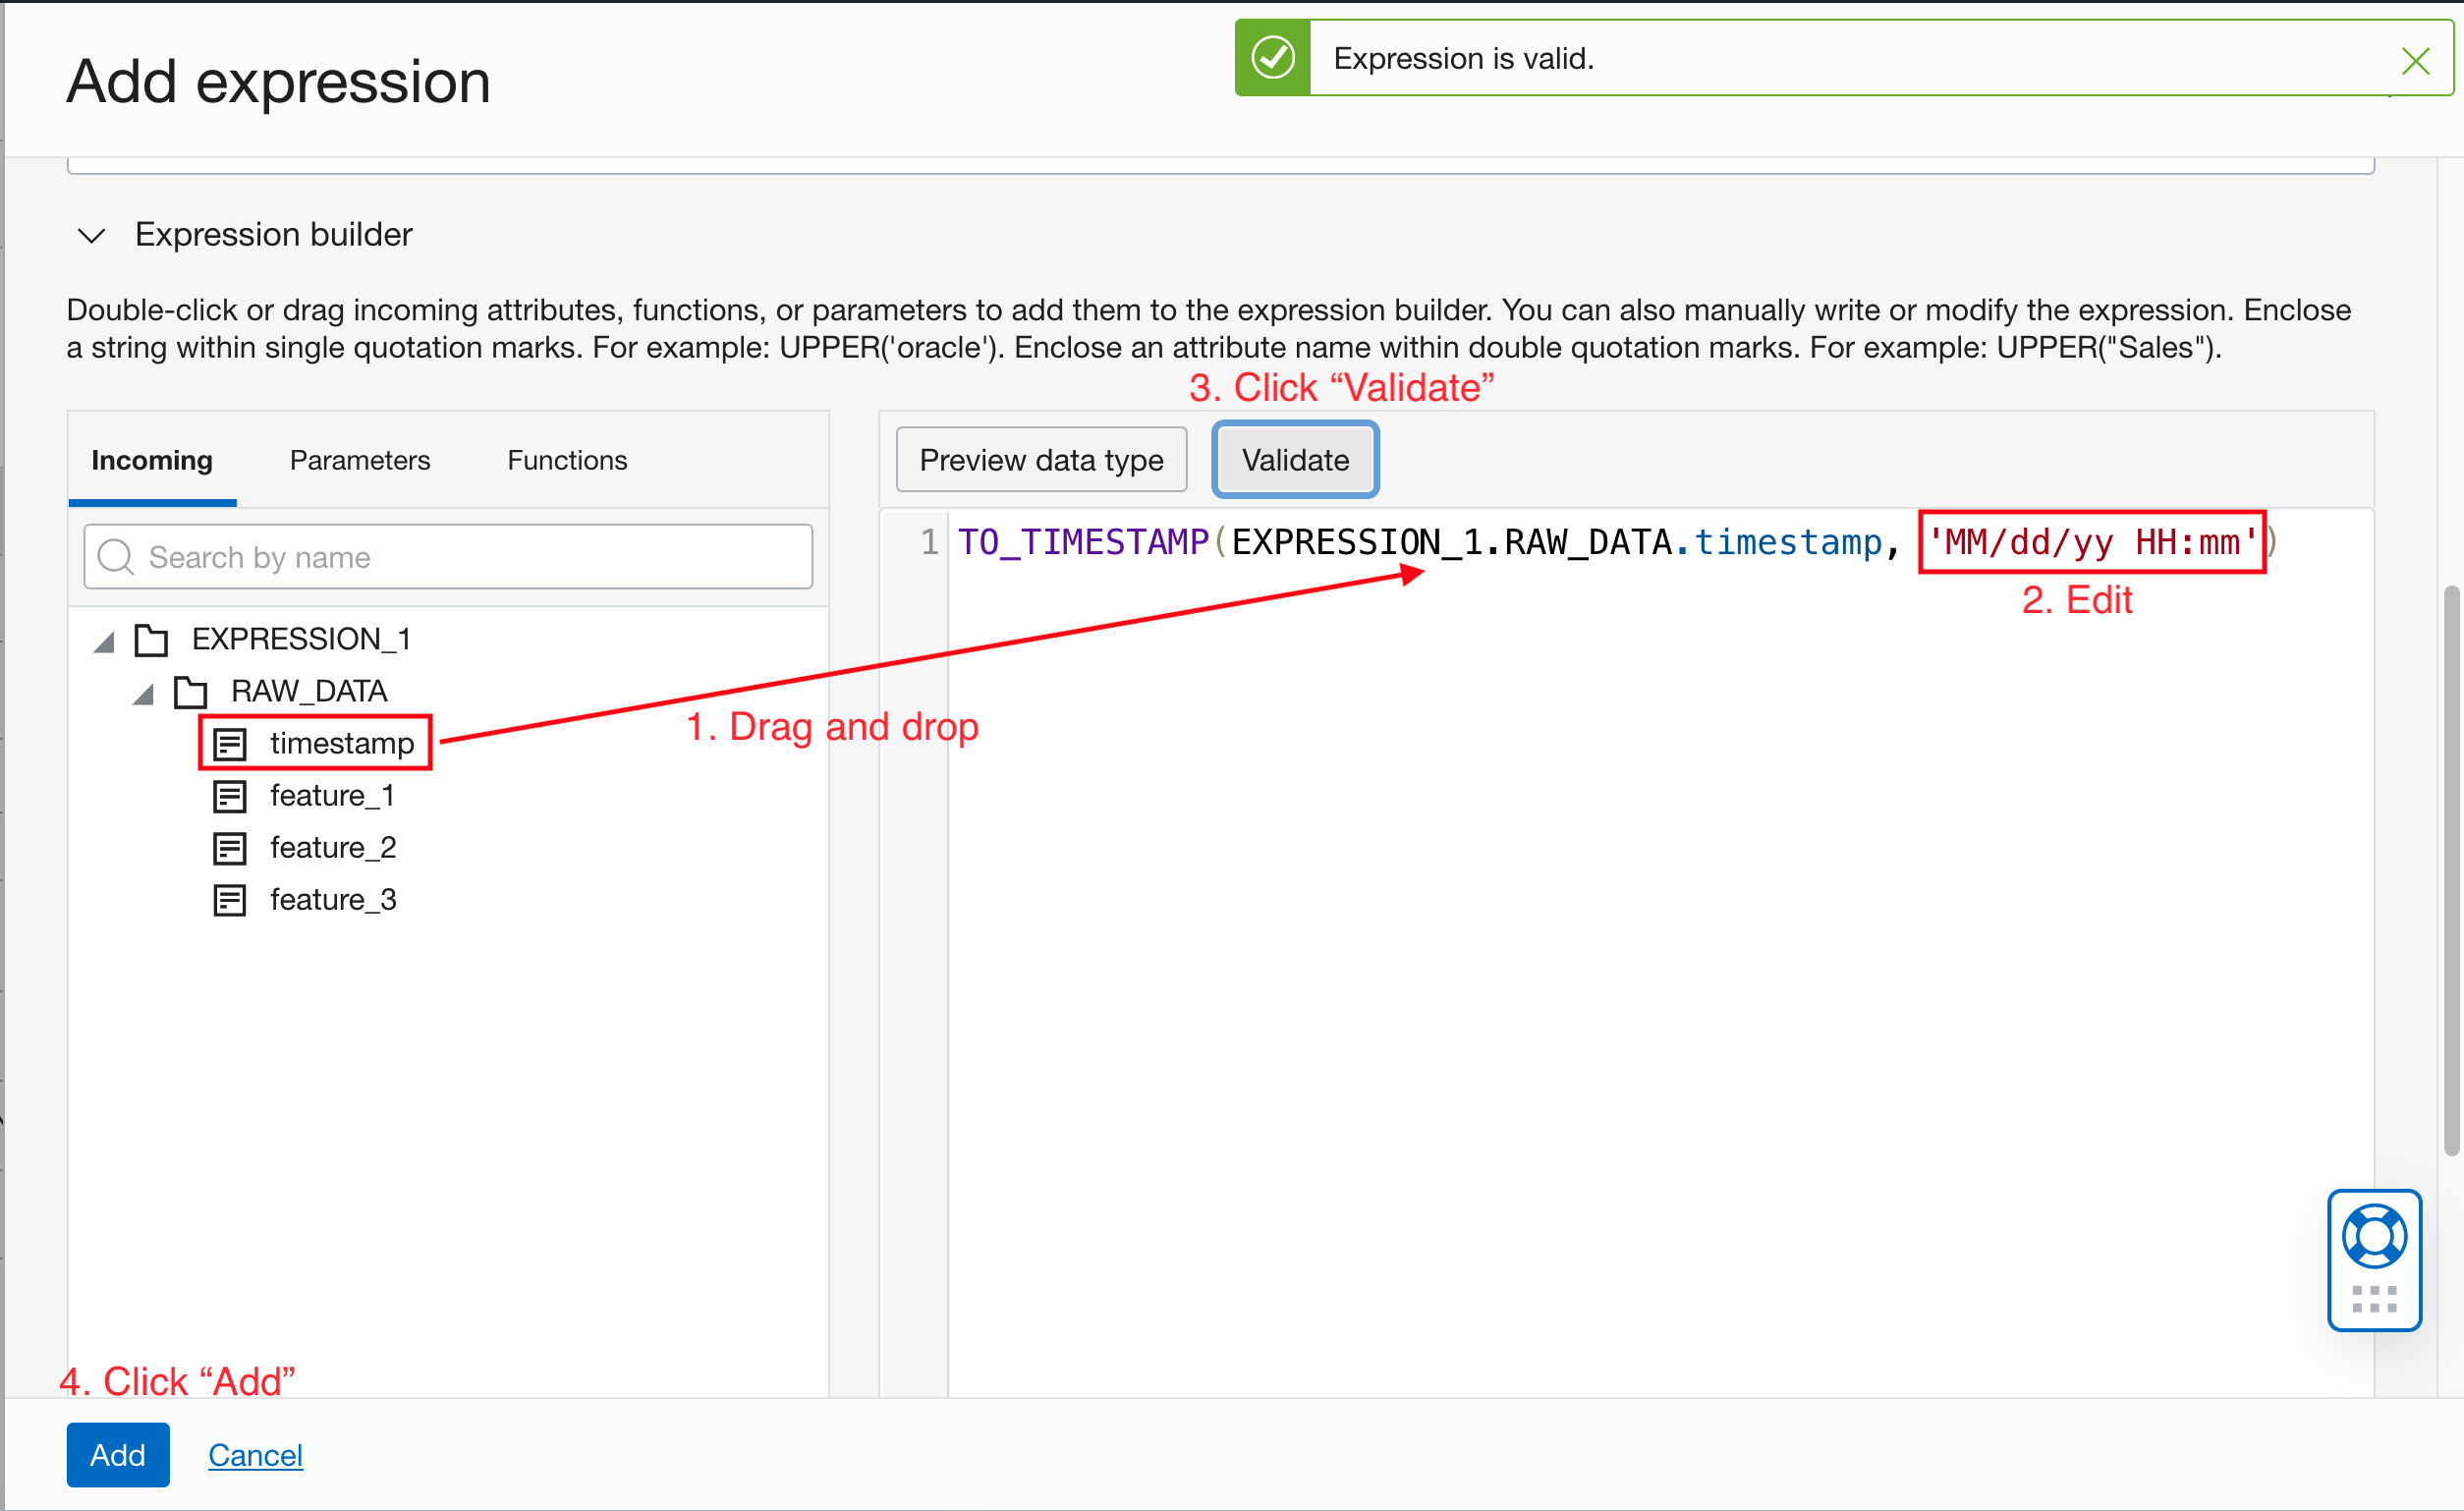 Add expression
Expression is valid.
Expression builder
Double-click or drag incoming attributes, functions, or parameters to add them to the expression builder. You can also manually write or modify the expression. Enclose
a string within single quotation marks. For example: UPPER('oracle'). Enclose an attribute name within double quotation marks. For example: UPPER("Sales").
3. Click “Validate”
Incoming Parameters Functions
Preview data type Validate
Search by name
1 TO_TIMESTAMP(EXPRESSION_1.RAW_DATA.timestamp, 'MM/dd/yy HH:mm')
2. Edit
EXPRESSION_1
RAW_DATA
timestamp
1. Drag and drop
feature_1
feature_2
feature_3
4. Click “Add”
Add Cancel